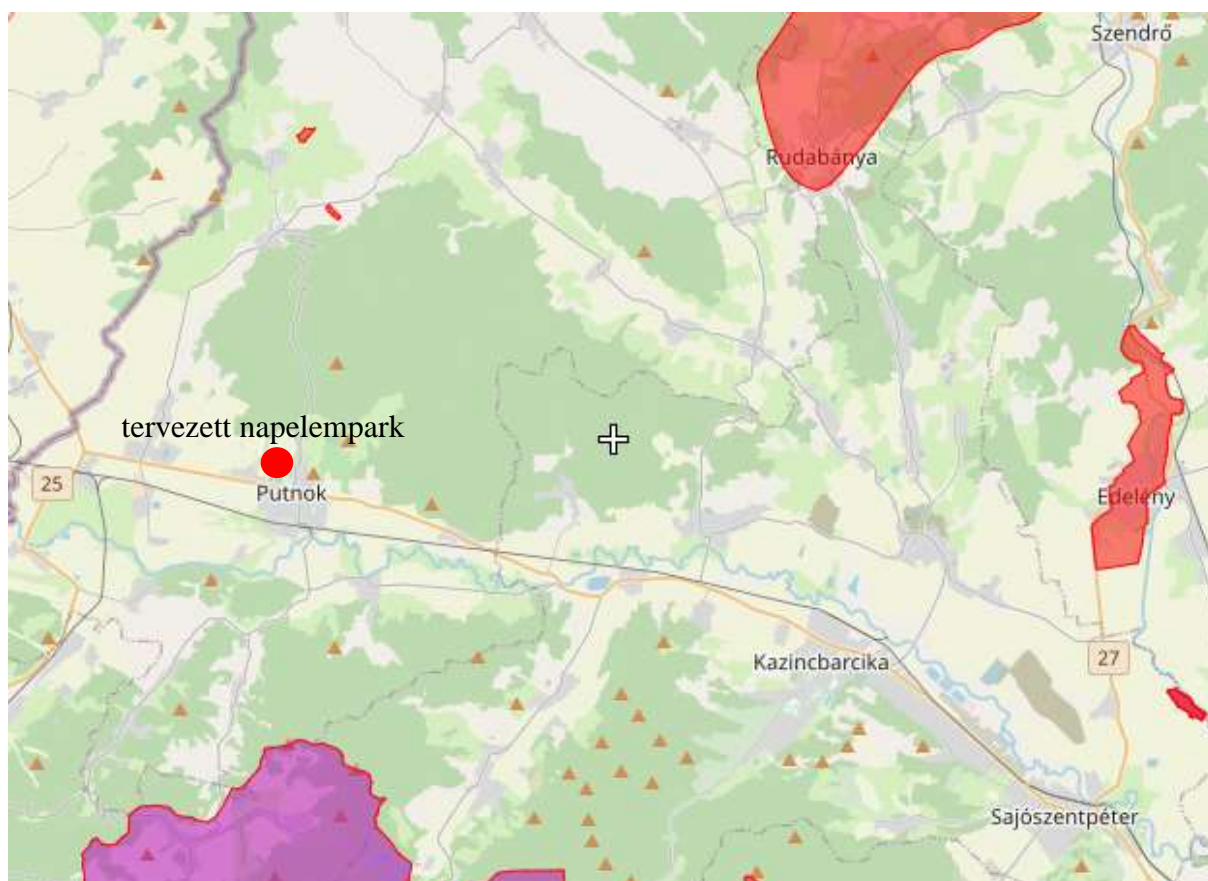 Szendrő
Rudabánya
tervezett napelempark
25
Putnok
Edelény
Kazincbarcika
27
Sajószentpéter